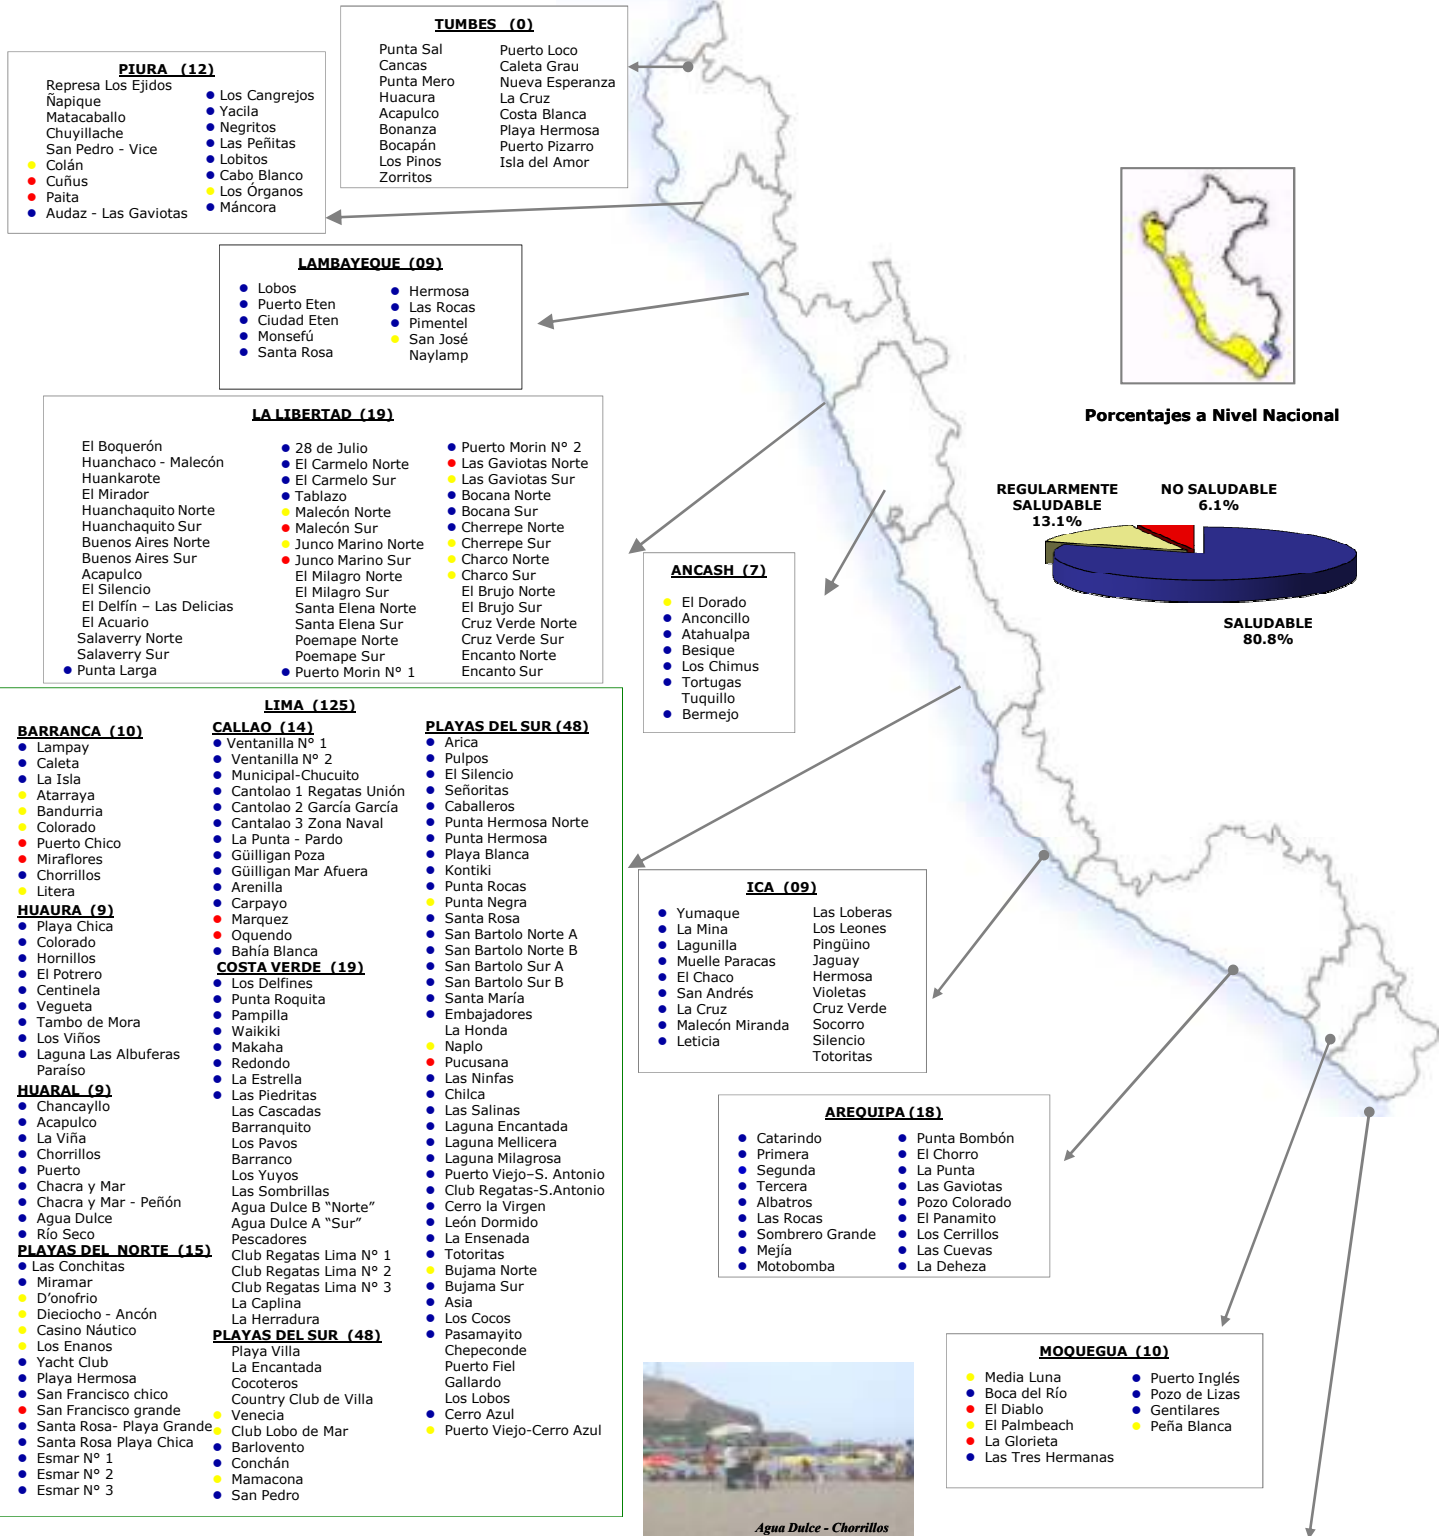 TUMBES (0)
Punta Sal
Cancas
Punta Mero
Huacura
Acapulco
Bonanza
Bocapán
Los Pinos
Zorritos
Puerto Loco
Caleta Grau
Nueva Esperanza
La Cruz
Costa Blanca
Playa Hermosa
Puerto Pizarro
Isla del Amor
PIURA (12)
Represa Los Ejidos
Ñapique
Matacaballo
Chuyillache
San Pedro - Vice
Colán
Cuñus
Paita
Audaz - Las Gaviotas
Los Cangrejos
Yacila
Negritos
Las Peñitas
Lobitos
Cabo Blanco
Los Órganos
Máncora
LAMBAYEQUE (09)
Lobos
Puerto Eten
Ciudad Eten
Monsefú
Santa Rosa
Hermosa
Las Rocas
Pimentel
San José
Naylamp
LA LIBERTAD (19)
El Boquerón
Huanchaco - Malecón
Huankarote
El Mirador
Huanchaquito Norte
Huanchaquito Sur
Buenos Aires Norte
Buenos Aires Sur
Acapulco
El Silencio
El Delfín – Las Delicias
El Acuario
Salaverry Norte
Salaverry Sur
Punta Larga
28 de Julio
El Carmelo Norte
El Carmelo Sur
Tablazo
Malecón Norte
Malecón Sur
Junco Marino Norte
Junco Marino Sur
El Milagro Norte
El Milagro Sur
Santa Elena Norte
Santa Elena Sur
Poemape Norte
Poemape Sur
Puerto Morin N° 1
Puerto Morin N° 2
Las Gaviotas Norte
Las Gaviotas Sur
Bocana Norte
Bocana Sur
Cherrepe Norte
Cherrepe Sur
Charco Norte
Charco Sur
El Brujo Norte
El Brujo Sur
Cruz Verde Norte
Cruz Verde Sur
Encanto Norte
Encanto Sur
Porcentajes a Nivel Nacional
REGULARMENTE
SALUDABLE
13.1%
NO SALUDABLE
6.1%
SALUDABLE
80.8%
ANCASH (7)
El Dorado
Anconcillo
Atahualpa
Besique
Los Chimus
Tortugas
Tuquillo
Bermejo
LIMA (125)
BARRANCA (10)
Lampay
Caleta
La Isla
Atarraya
Bandurria
Colorado
Puerto Chico
Miraflores
Chorrillos
Litera
HUAURA (9)
Playa Chica
Colorado
Hornillos
El Potrero
Centinela
Vegueta
Tambo de Mora
Los Viños
Laguna Las Albuferas
Paraíso
HUARAL (9)
Chancayllo
Acapulco
La Viña
Chorrillos
Puerto
Chacra y Mar
Chacra y Mar - Peñón
Agua Dulce
Río Seco
PLAYAS DEL NORTE (15)
Las Conchitas
Miramar
D'onofrio
Dieciocho - Ancón
Casino Náutico
Los Enanos
Yacht Club
Playa Hermosa
San Francisco chico
San Francisco grande
Santa Rosa- Playa Grande
Santa Rosa Playa Chica
Esmar N° 1
Esmar N° 2
Esmar N° 3
CALLAO (14)
Ventanilla N° 1
Ventanilla N° 2
Municipal-Chucuito
Cantolao 1 Regatas Unión
Cantolao 2 García García
Cantalao 3 Zona Naval
La Punta - Pardo
Güilligan Poza
Güilligan Mar Afuera
Arenilla
Carpayo
Marquez
Oquendo
Bahía Blanca
COSTA VERDE (19)
Los Delfines
Punta Roquita
Pampilla
Waikiki
Makaha
Redondo
La Estrella
Las Piedritas
Las Cascadas
Barranquito
Los Pavos
Barranco
Los Yuyos
Las Sombrillas
Agua Dulce B “Norte”
Agua Dulce A “Sur”
Pescadores
Club Regatas Lima N° 1
Club Regatas Lima N° 2
Club Regatas Lima N° 3
La Caplina
La Herradura
PLAYAS DEL SUR (48)
Playa Villa
La Encantada
Cocoteros
Country Club de Villa
Venecia
Club Lobo de Mar
Barlovento
Conchán
Mamacona
San Pedro
PLAYAS DEL SUR (48)
Arica
Pulpos
El Silencio
Señoritas
Caballeros
Punta Hermosa Norte
Punta Hermosa
Playa Blanca
Kontiki
Punta Rocas
Punta Negra
Santa Rosa
San Bartolo Norte A
San Bartolo Norte B
San Bartolo Sur A
San Bartolo Sur B
Santa María
Embajadores
La Honda
Naplo
Pucusana
Las Ninfas
Chilca
Las Salinas
Laguna Encantada
Laguna Mellicera
Laguna Milagrosa
Puerto Viejo–S. Antonio
Club Regatas-S.Antonio
Cerro la Virgen
León Dormido
La Ensenada
Totoritas
Bujama Norte
Bujama Sur
Asia
Los Cocos
Pasamayito
Chepeconde
Puerto Fiel
Gallardo
Los Lobos
Cerro Azul
Puerto Viejo-Cerro Azul
ICA (09)
Yumaque
La Mina
Lagunilla
Muelle Paracas
El Chaco
San Andrés
La Cruz
Malecón Miranda
Leticia
Las Loberas
Los Leones
Pingüino
Jaguay
Hermosa
Violetas
Cruz Verde
Socorro
Silencio
Totoritas
AREQUIPA (18)
Catarindo
Primera
Segunda
Tercera
Albatros
Las Rocas
Sombrero Grande
Mejía
Motobomba
Punta Bombón
El Chorro
La Punta
Las Gaviotas
Pozo Colorado
El Panamito
Los Cerrillos
Las Cuevas
La Deheza
MOQUEGUA (10)
Media Luna
Boca del Río
El Diablo
El Palmbeach
La Glorieta
Las Tres Hermanas
Puerto Inglés
Pozo de Lizas
Gentilares
Peña Blanca
Agua Dulce - Chorrillos